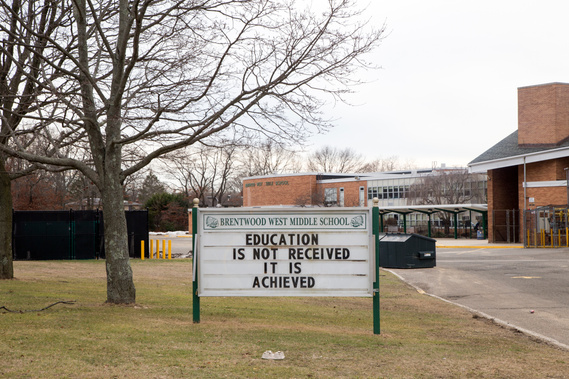 BRENTWOOD WEST MIDDLE SCHOOL
EDUCATION
IS NOT RECEIVED
IT IS
ACHIEVED